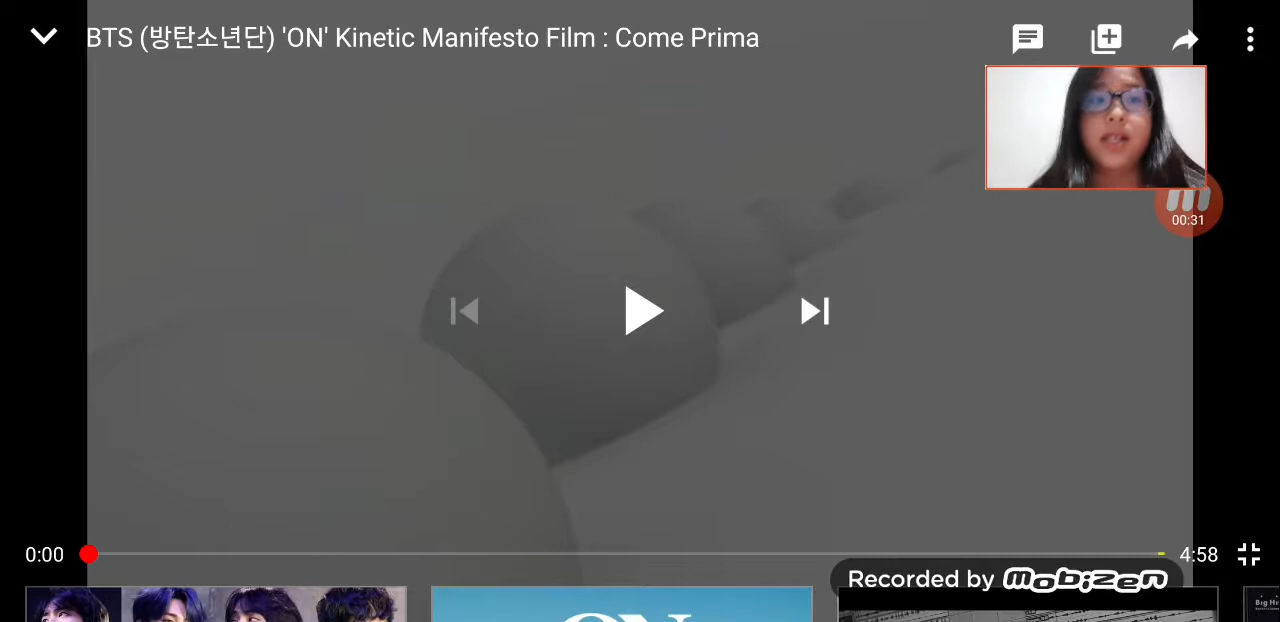 BTS (방탄소년단) 'ON' Kinetic Manifesto Film : Come Prima
00:31
0:00
4:58
Recorded by mobizen
ON